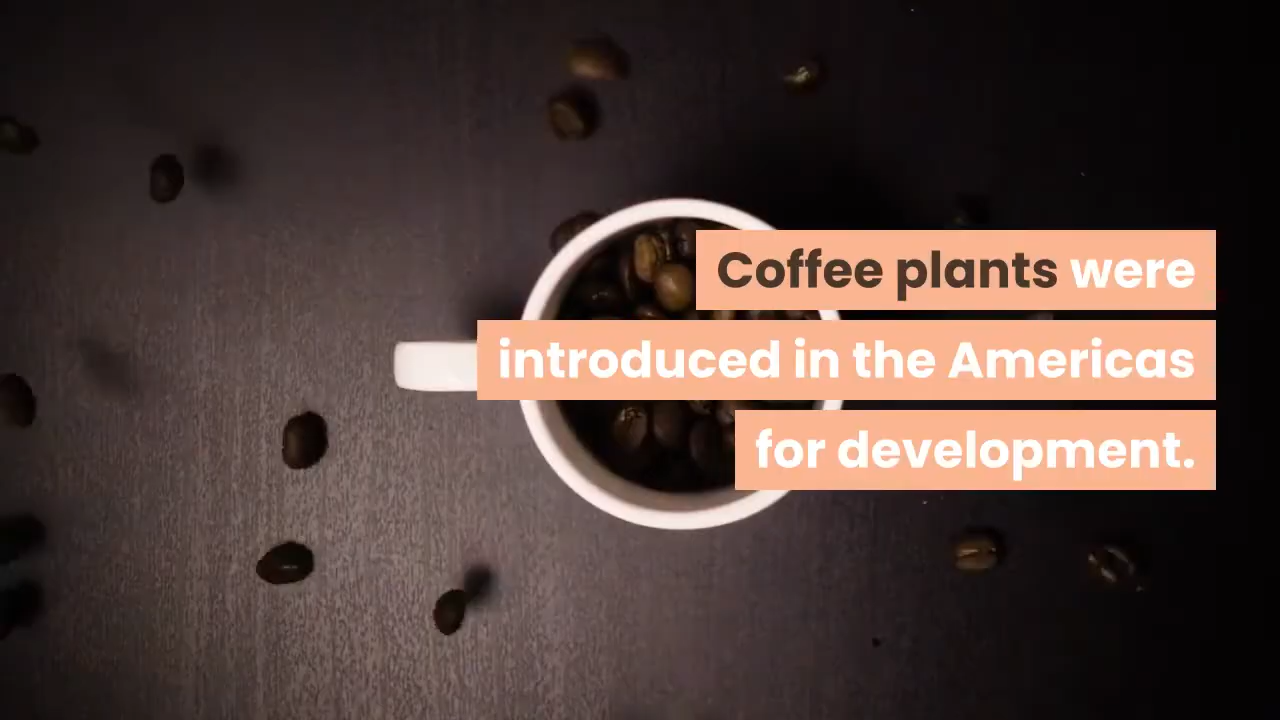 Coffee plants were
introduced in the Americas
for development.